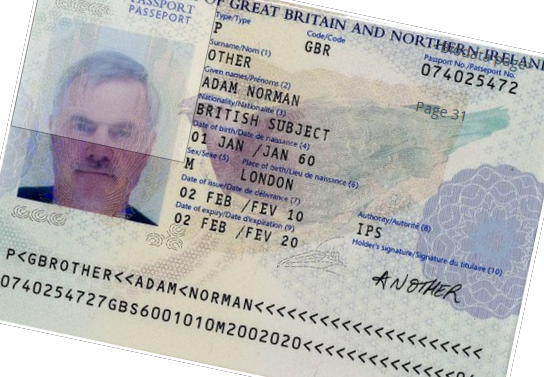 PASSPORT
PASSEPORT
OF GREAT BRITAIN AND NORTHERN IRELAND
Type/Type
P
Code/Code
GBR
Passport No./Passeport No.
074025472
Surname/Nom (1)
OTHER
Given names/Prénoms (2)
ADAM NORMAN
Page 31
Nationality/Nationalité (3)
BRITISH SUBJECT
Date of birth/Date de naissance (4)
01 JAN /JAN 60
Sex/Sexe (5)
M
Place of birth/Lieu de naissance (6)
LONDON
Date of issue/Date de délivrance (7)
02 FEB /FEV 10
Authority/Autorité (8)
IPS
Date of expiry/Date d'expiration (9)
02 FEB /FEV 20
Holder's signature/Signature du titulaire (10)
ANOTHER
P<GBROTHER<<ADAM<NORMAN<<<<<<<<<<<<<<<<<<<<<
0740254727GBS6001010M2002020<<<<<<<<<<<<<<